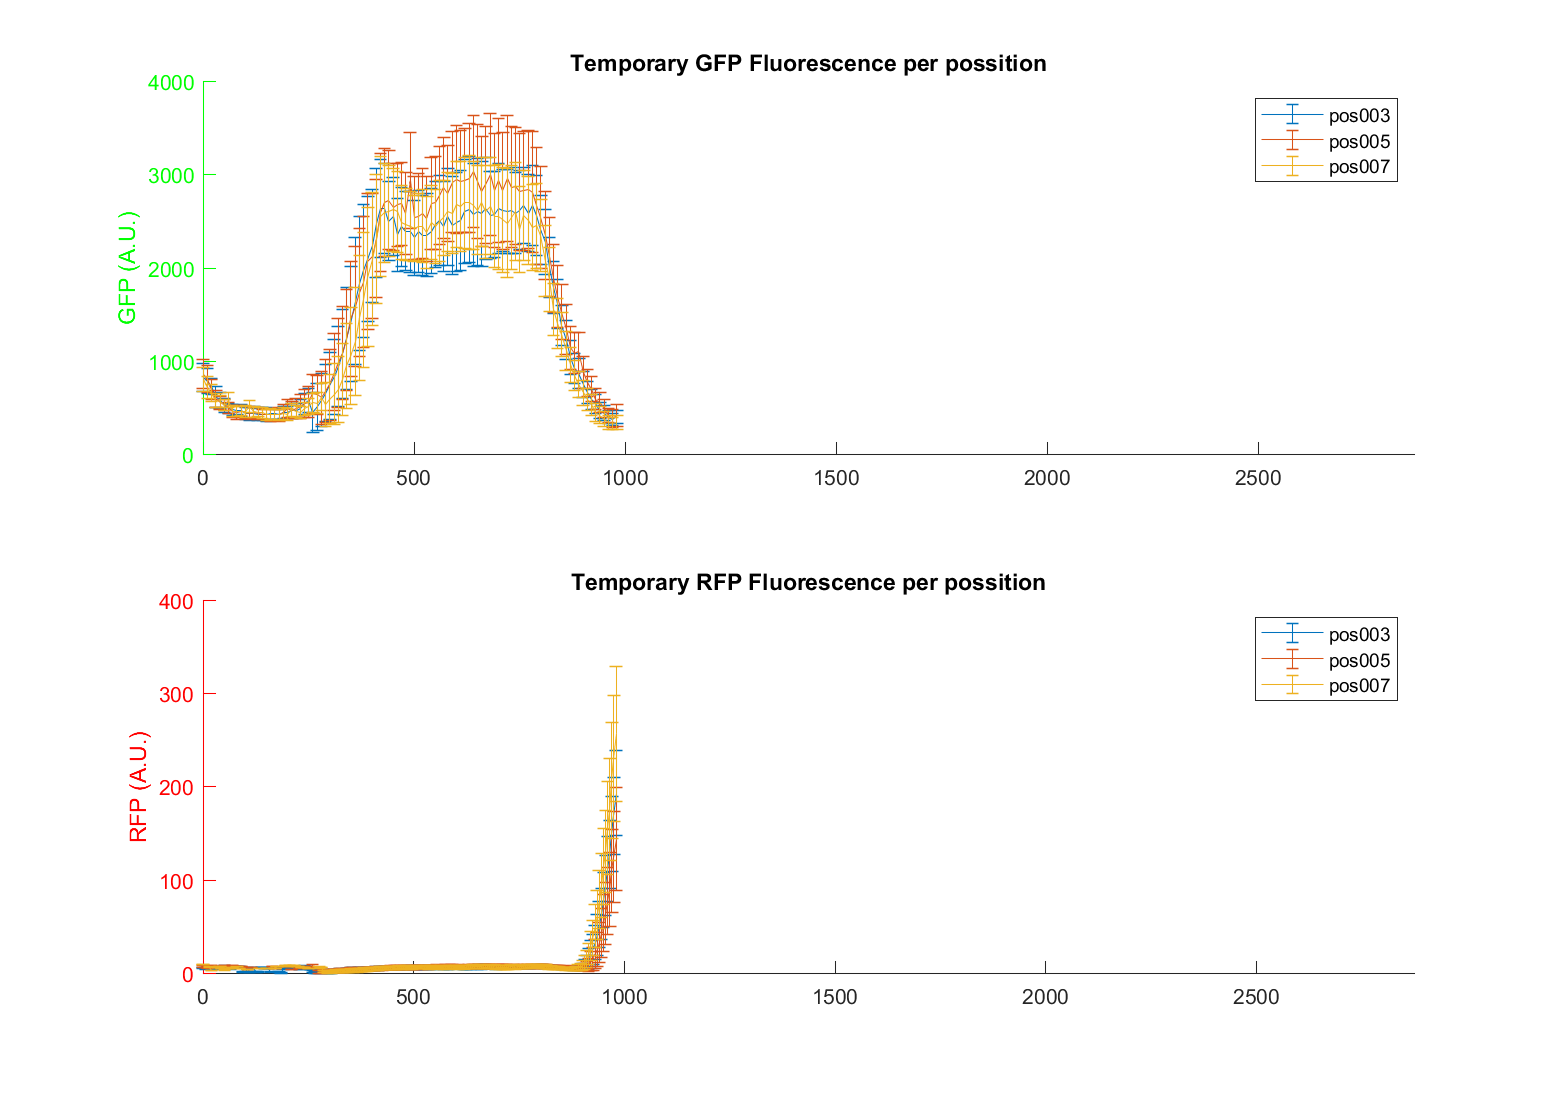 Temporary GFP Fluorescence per possition
GFP (A.U.)
4000
3000
2000
1000
0
0 500 1000 1500 2000 2500
pos003
pos005
pos007
Temporary RFP Fluorescence per possition
RFP (A.U.)
400
300
200
100
0
0 500 1000 1500 2000 2500
pos003
pos005
pos007